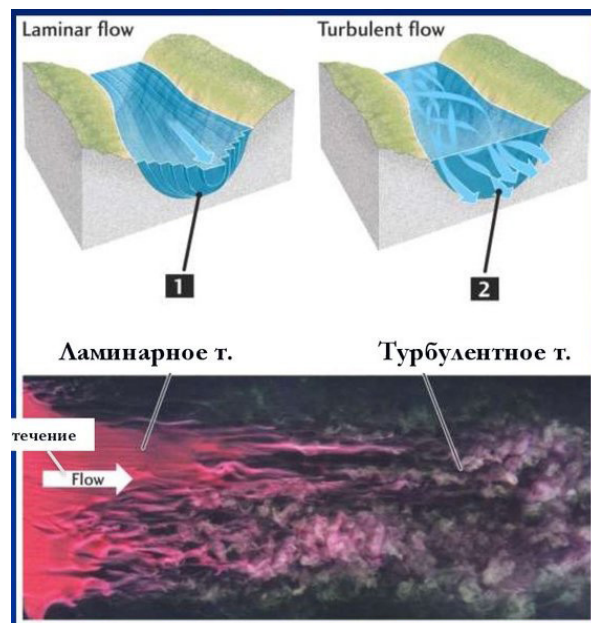 Laminar flow
Turbulent flow
1
2
Ламинарное т.
Турбулентное т.
течение
Flow